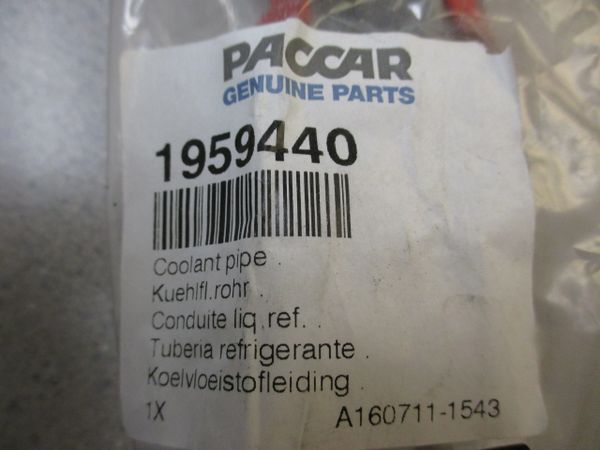 PACCAR
GENUINE PARTS
1959440
Coolant pipe .
Kuehlfl.rohr .
Conduite liq.ref. .
Tuberia refrigerante .
Koelvloeistofleiding .
1X A160711-1543